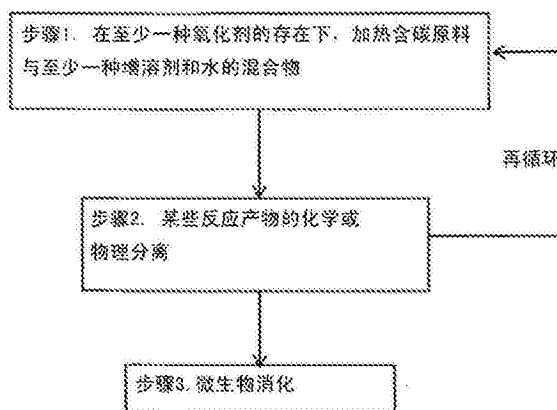 步骤1. 在至少一种氧化剂的存在下，加热含碳原料
与至少一种增溶剂和水的混合物
再循环
步骤2. 某些反应产物的化学或
物理分离
步骤3. 微生物消化